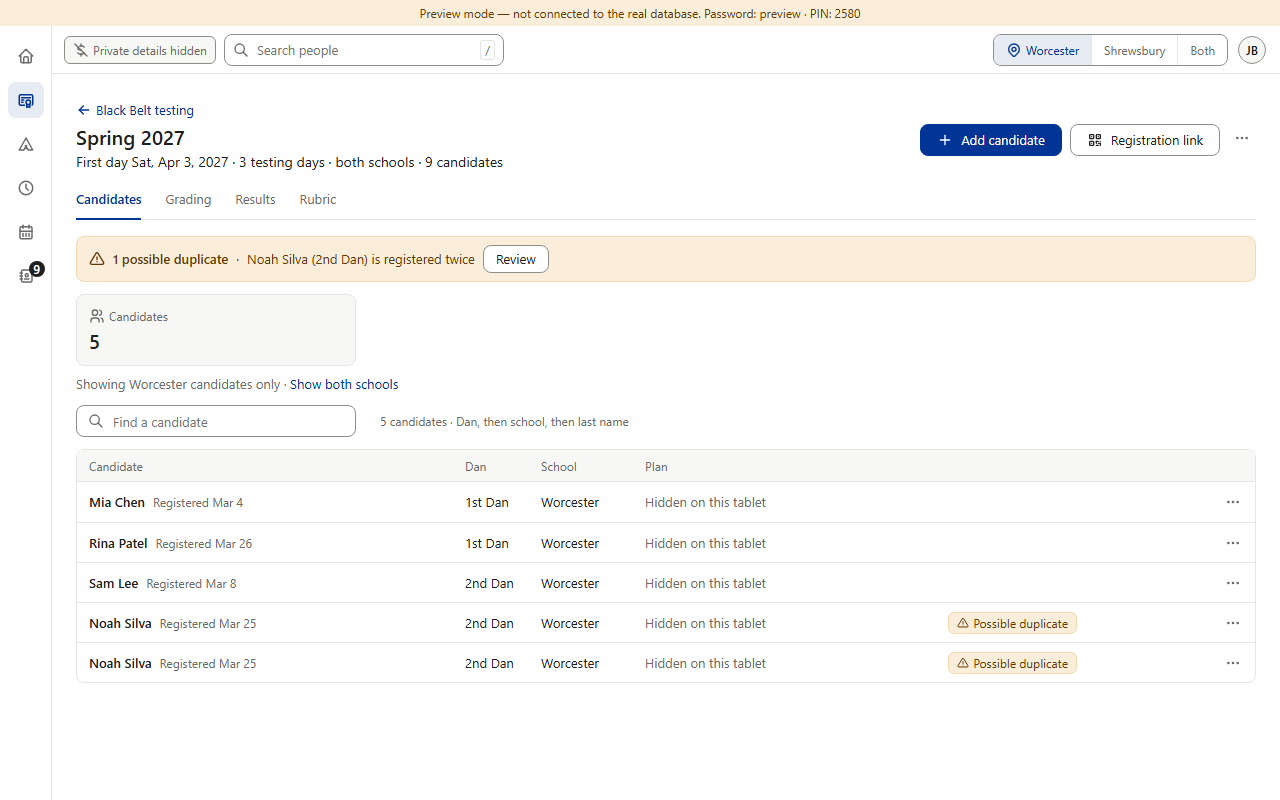 Preview mode — not connected to the real database. Password: preview · PIN: 2580
Private details hidden
Search people
/
Worcester
Shrewsbury
Both
JB
9
Black Belt testing
Spring 2027
First day Sat, Apr 3, 2027 · 3 testing days · both schools · 9 candidates
Add candidate
Registration link
Candidates
Grading
Results
Rubric
1 possible duplicate · Noah Silva (2nd Dan) is registered twice
Review
Candidates
5
Showing Worcester candidates only · Show both schools
Find a candidate
5 candidates · Dan, then school, then last name
Candidate Dan School Plan
Mia Chen Registered Mar 4 1st Dan Worcester Hidden on this tablet
Rina Patel Registered Mar 26 1st Dan Worcester Hidden on this tablet
Sam Lee Registered Mar 8 2nd Dan Worcester Hidden on this tablet
Noah Silva Registered Mar 25 2nd Dan Worcester Hidden on this tablet Possible duplicate
Noah Silva Registered Mar 25 2nd Dan Worcester Hidden on this tablet Possible duplicate